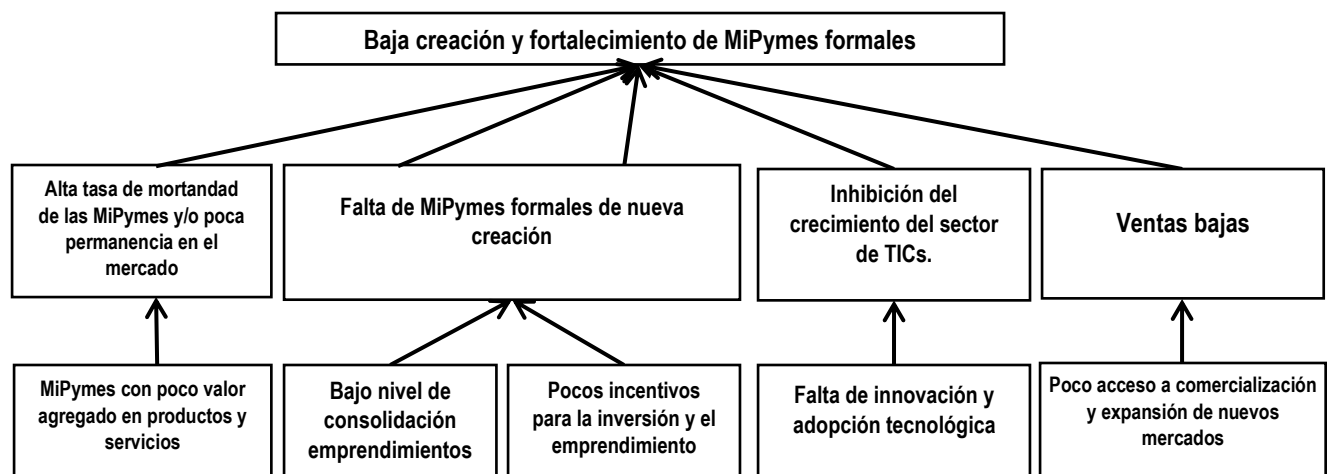 Baja creación y fortalecimiento de MiPymes formales
Alta tasa de mortandad
de las MiPymes y/o poca
permanencia en el
mercado
Falta de MiPymes formales de nueva
creación
Inhibición del
crecimiento del sector
de TICs.
Ventas bajas
MiPymes con poco valor
agregado en productos y
servicios
Bajo nivel de
consolidación
emprendimientos
Pocos incentivos
para la inversión y el
emprendimiento
Falta de innovación y
adopción tecnológica
Poco acceso a comercialización
y expansión de nuevos
mercados